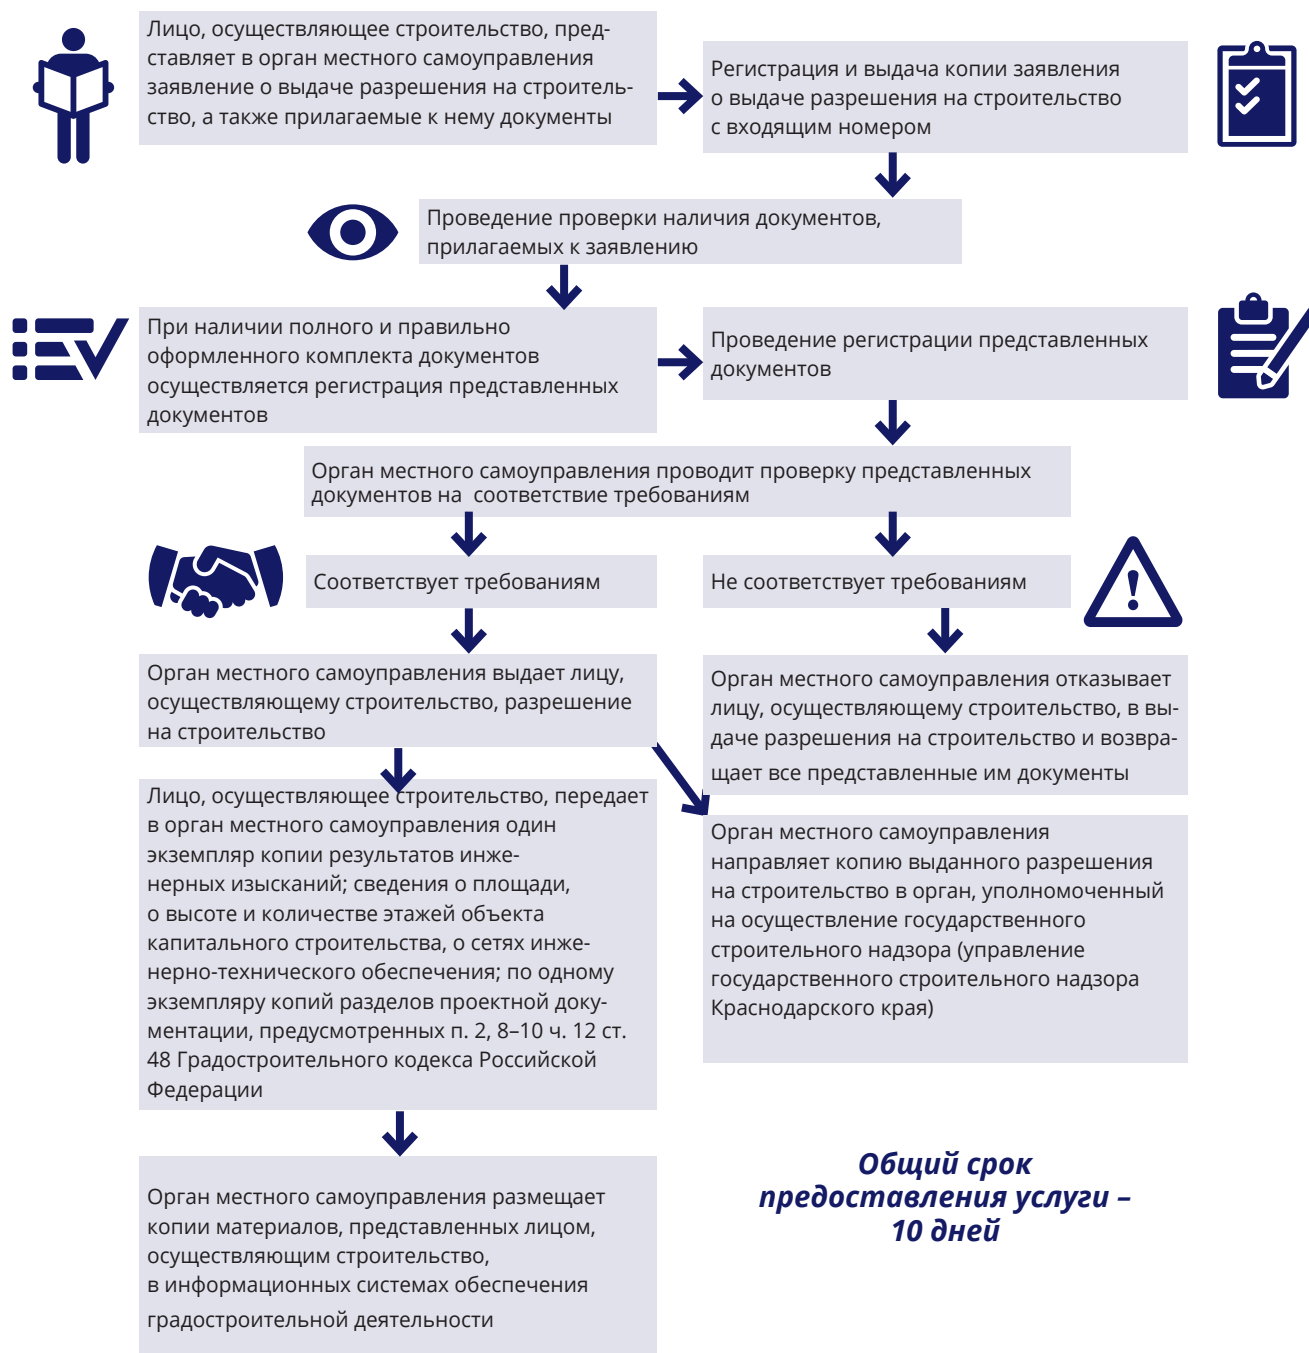 Лицо, осуществляющее строительство, пред-
ставляет в орган местного самоуправления
заявление о выдаче разрешения на строитель-
ство, а также прилагаемые к нему документы
Регистрация и выдача копии заявления
о выдаче разрешения на строительство
с входящим номером
Проведение проверки наличия документов,
прилагаемых к заявлению
При наличии полного и правильно
оформленного комплекта документов
осуществляется регистрация представленных
документов
Проведение регистрации представленных
документов
Орган местного самоуправления проводит проверку представленных
документов на соответствие требованиям
Соответствует требованиям
Не соответствует требованиям
Орган местного самоуправления выдает лицу,
осуществляющему строительство, разрешение
на строительство
Орган местного самоуправления отказывает
лицу, осуществляющему строительство, в вы-
даче разрешения на строительство и возвра-
щает все представленные им документы
Лицо, осуществляющее строительство, передает
в орган местного самоуправления один
экземпляр копии результатов инже-
нерных изысканий; сведения о площади,
о высоте и количестве этажей объекта
капитального строительства, о сетях инже-
нерно-технического обеспечения; по одному
экземпляру копий разделов проектной доку-
ментации, предусмотренных п. 2, 8–10 ч. 12 ст.
48 Градостроительного кодекса Российской
Федерации
Орган местного самоуправления
направляет копию выданного разрешения
на строительство в орган, уполномоченный
на осуществление государственного
строительного надзора (управление
государственного строительного надзора
Краснодарского края)
Орган местного самоуправления размещает
копии материалов, представленных лицом,
осуществляющим строительство,
в информационных системах обеспечения
градостроительной деятельности
Общий срок
предоставления услуги –
10 дней